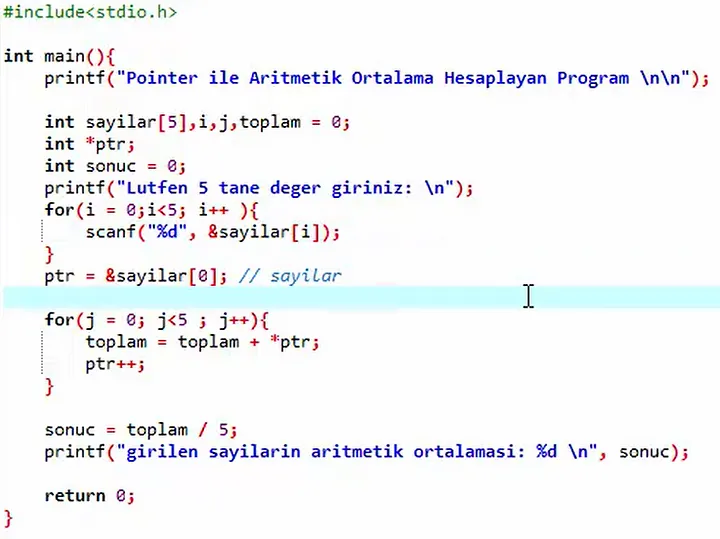 #include<stdio.h>
int main(){
printf("Pointer ile Aritmetik Ortalama Hesaplayan Program \n\n");
int sayilar[5],i,j,toplam = 0;
int *ptr;
int sonuc = 0;
printf("Lutfen 5 tane deger giriniz: \n");
for(i = 0;i<5; i++ ){
scanf("%d", &sayilar[i]);
}
ptr = &sayilar[0]; // sayilar
for(j = 0; j<5 ; j++){
toplam = toplam + *ptr;
ptr++;
}
sonuc = toplam / 5;
printf("girilen sayilarin aritmetik ortalamasi: %d \n", sonuc);
return 0;
}